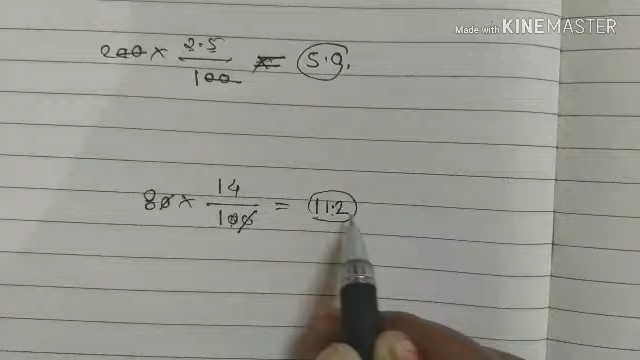 Made with KINEMASTER
200 × 2.5/100 = 5.0.
80 × 14/100 = 11.2